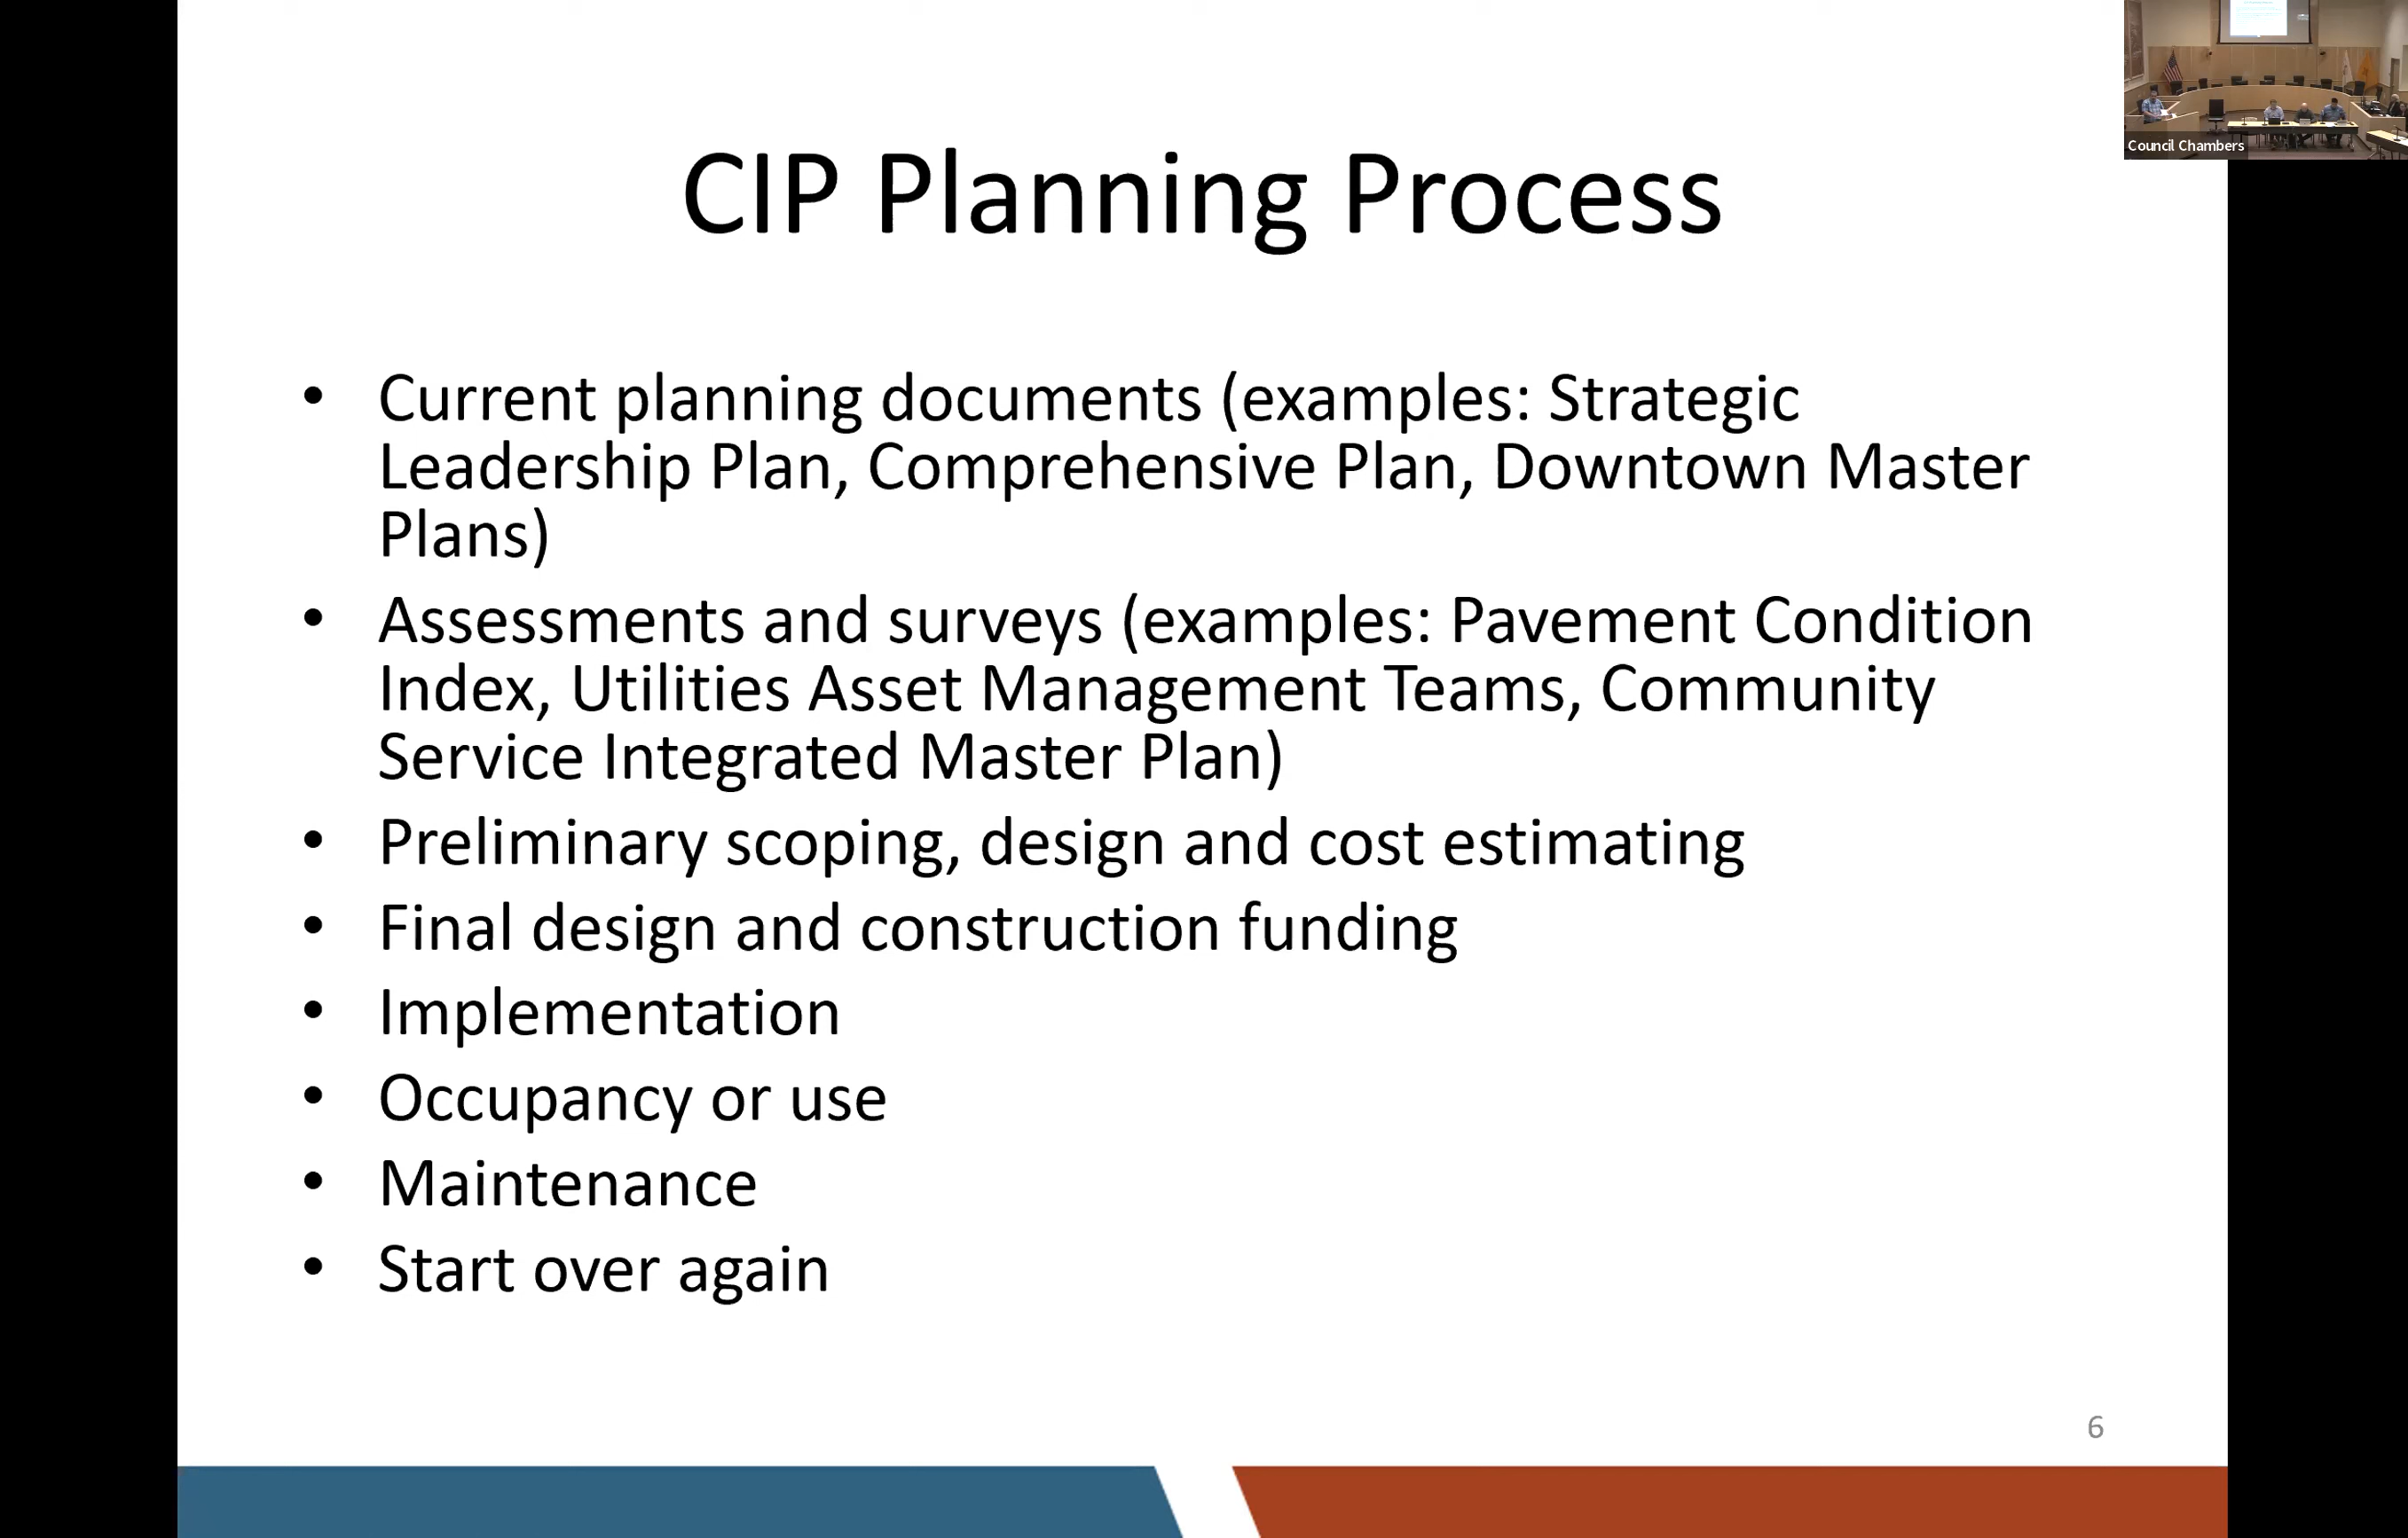 Council Chambers
CIP Planning Process
• Current planning documents (examples: Strategic
Leadership Plan, Comprehensive Plan, Downtown Master
Plans)
• Assessments and surveys (examples: Pavement Condition
Index, Utilities Asset Management Teams, Community
Service Integrated Master Plan)
• Preliminary scoping, design and cost estimating
• Final design and construction funding
• Implementation
• Occupancy or use
• Maintenance
• Start over again
6